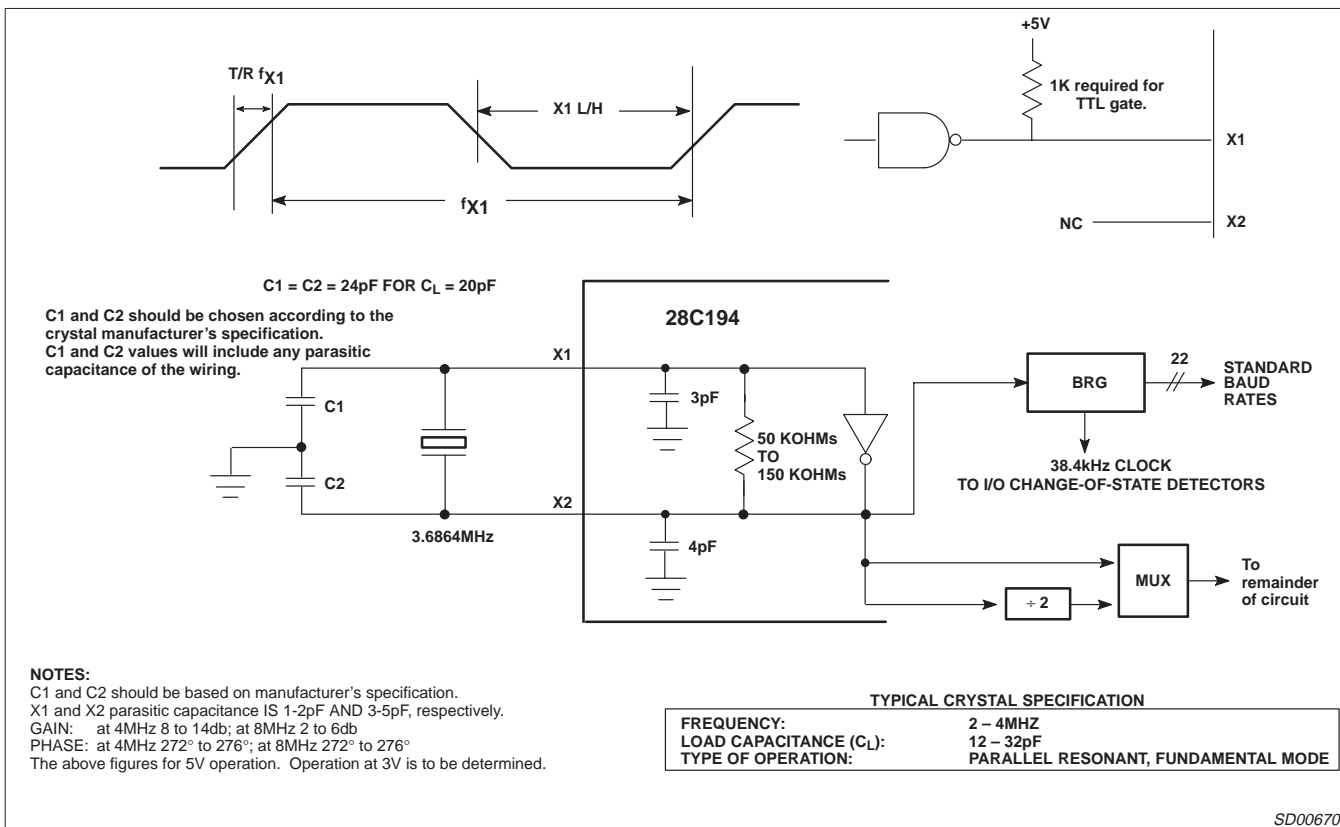 T/R fX1
X1 L/H
fX1
+5V
1K required for
TTL gate.
X1
NC
X2
C1 = C2 = 24pF FOR CL = 20pF
C1 and C2 should be chosen according to the
crystal manufacturer's specification.
C1 and C2 values will include any parasitic
capacitance of the wiring.
28C194
X1
C1
C2
3.6864MHz
X2
3pF
50 KOHMs
TO
150 KOHMs
4pF
BRG
22
STANDARD
BAUD
RATES
38.4kHz CLOCK
TO I/O CHANGE-OF-STATE DETECTORS
MUX
÷ 2
To
remainder
of circuit
NOTES:
C1 and C2 should be based on manufacturer's specification.
X1 and X2 parasitic capacitance IS 1-2pF AND 3-5pF, respectively.
GAIN: at 4MHz 8 to 14db; at 8MHz 2 to 6db
PHASE: at 4MHz 272° to 276°; at 8MHz 272° to 276°
The above figures for 5V operation. Operation at 3V is to be determined.
TYPICAL CRYSTAL SPECIFICATION
FREQUENCY: 2 – 4MHZ
LOAD CAPACITANCE (CL): 12 – 32pF
TYPE OF OPERATION: PARALLEL RESONANT, FUNDAMENTAL MODE
SD00670